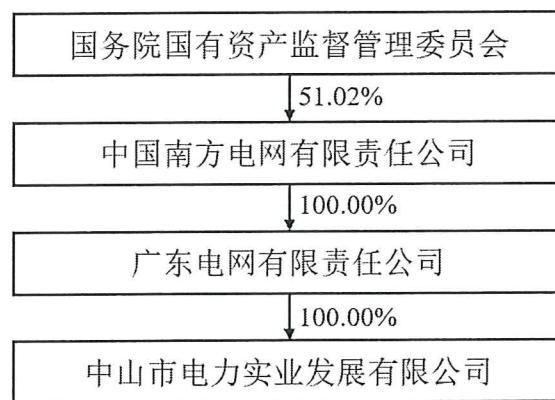 国务院国有资产监督管理委员会
51.02%
中国南方电网有限责任公司
100.00%
广东电网有限责任公司
100.00%
中山市电力实业发展有限公司